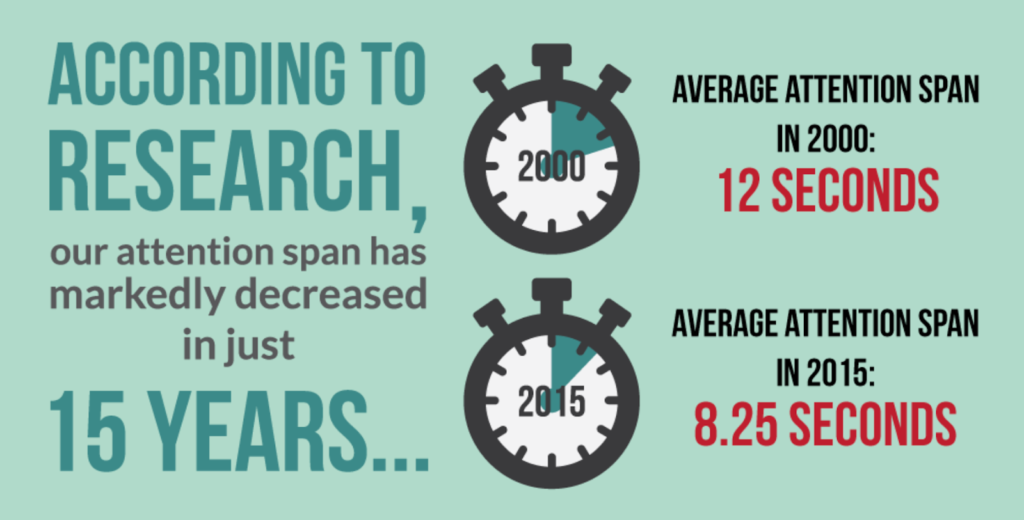 ACCORDING TO
RESEARCH,
our attention span has
markedly decreased
in just
15 YEARS...
2000
AVERAGE ATTENTION SPAN
IN 2000:
12 SECONDS
2015
AVERAGE ATTENTION SPAN
IN 2015:
8.25 SECONDS